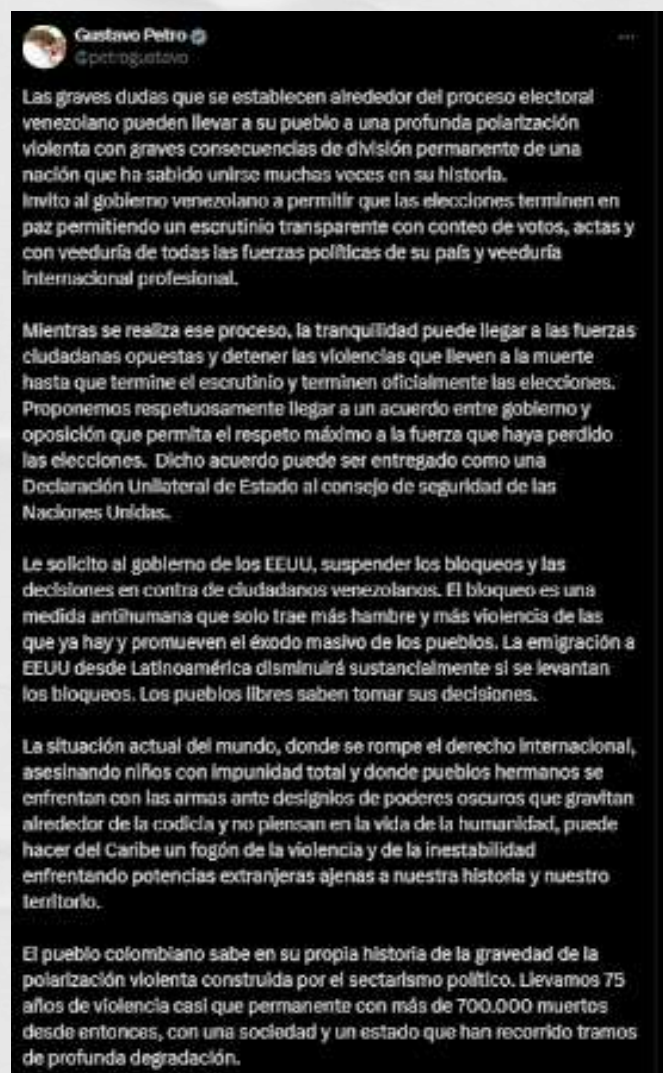 Gustavo Petro
@petrogustavo
Las graves dudas que se establecen alrededor del proceso electoral
venezolano pueden llevar a su pueblo a una profunda polarización
violenta con graves consecuencias de división permanente de una
nación que ha sabido unirse muchas veces en su historia.
Invito al gobierno venezolano a permitir que las elecciones terminen en
paz permitiendo un escrutinio transparente con conteo de votos, actas y
con veeduría de todas las fuerzas políticas de su país y veeduría
internacional profesional.
Mientras se realiza ese proceso, la tranquilidad puede llegar a las fuerzas
ciudadanas opuestas y detener las violencias que lleven a la muerte
hasta que termine el escrutinio y terminen oficialmente las elecciones.
Proponemos respetuosamente llegar a un acuerdo entre gobierno y
oposición que permita el respeto máximo a la fuerza que haya perdido
las elecciones. Dicho acuerdo puede ser entregado como una
Declaración Unilateral de Estado al consejo de seguridad de las
Naciones Unidas.
Le solicito al gobierno de los EEUU, suspender los bloqueos y las
decisiones en contra de ciudadanos venezolanos. El bloqueo es una
medida antihumana que solo trae más hambre y más violencia de las
que ya hay y promueven el éxodo masivo de los pueblos. La emigración a
EEUU desde Latinoamérica disminuirá sustancialmente si se levantan
los bloqueos. Los pueblos libres saben tomar sus decisiones.
La situación actual del mundo, donde se rompe el derecho internacional,
asesinando niños con impunidad total y donde pueblos hermanos se
enfrentan con las armas ante designios de poderes oscuros que gravitan
alrededor de la codicia y no piensan en la vida de la humanidad, puede
hacer del Caribe un fogón de la violencia y de la inestabilidad
enfrentando potencias extranjeras ajenas a nuestra historia y nuestro
territorio.
El pueblo colombiano sabe en su propia historia de la gravedad de la
polarización violenta construida por el sectarismo político. Llevamos 75
años de violencia casi que permanente con más de 700.000 muertos
desde entonces, con una sociedad y un estado que han recorrido tramos
de profunda degradación.